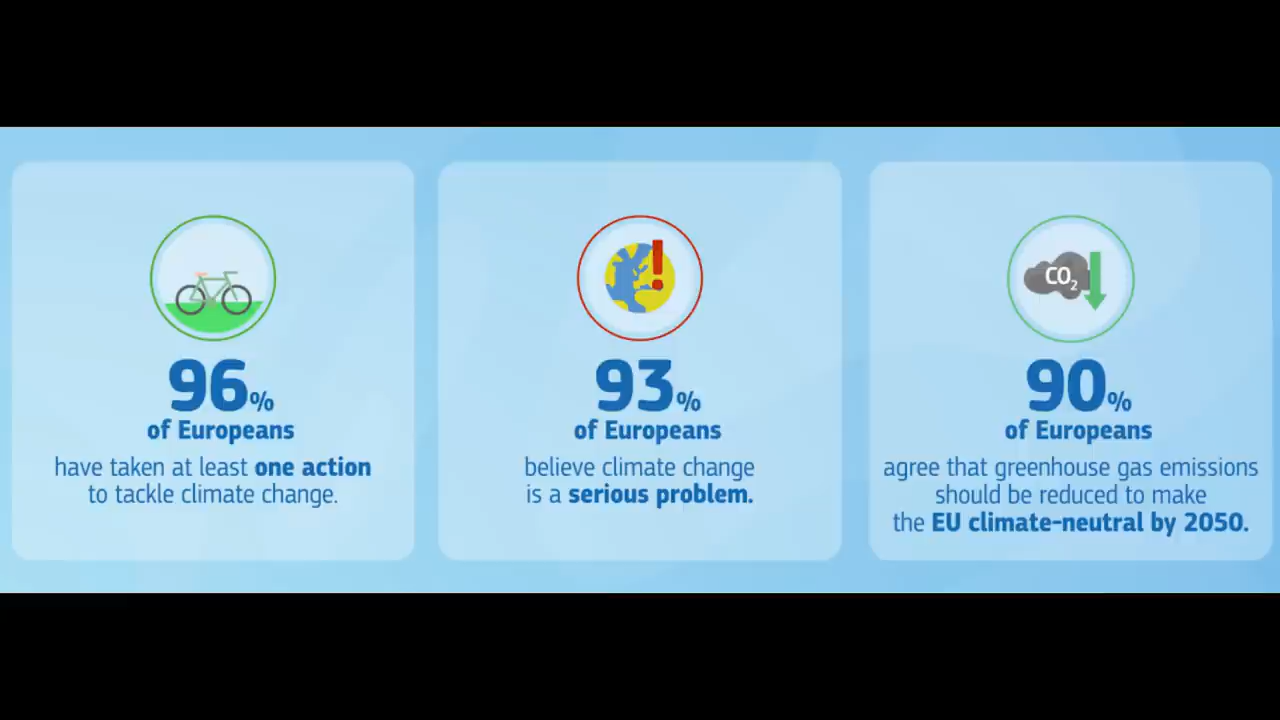 96%
of Europeans
have taken at least one action
to tackle climate change.
93%
of Europeans
believe climate change
is a serious problem.
CO₂
90%
of Europeans
agree that greenhouse gas emissions
should be reduced to make
the EU climate-neutral by 2050.